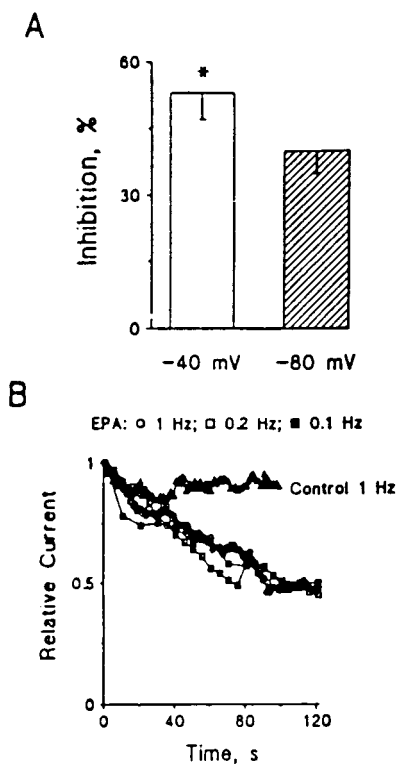 A
60
*
30
0
Inhibition, %
-40 mV
-80 mV
B
EPA: ○ 1 Hz; □ 0.2 Hz; ■ 0.1 Hz
1
Control 1 Hz
0.5
0
Relative Current
0
40
80
120
Time, s